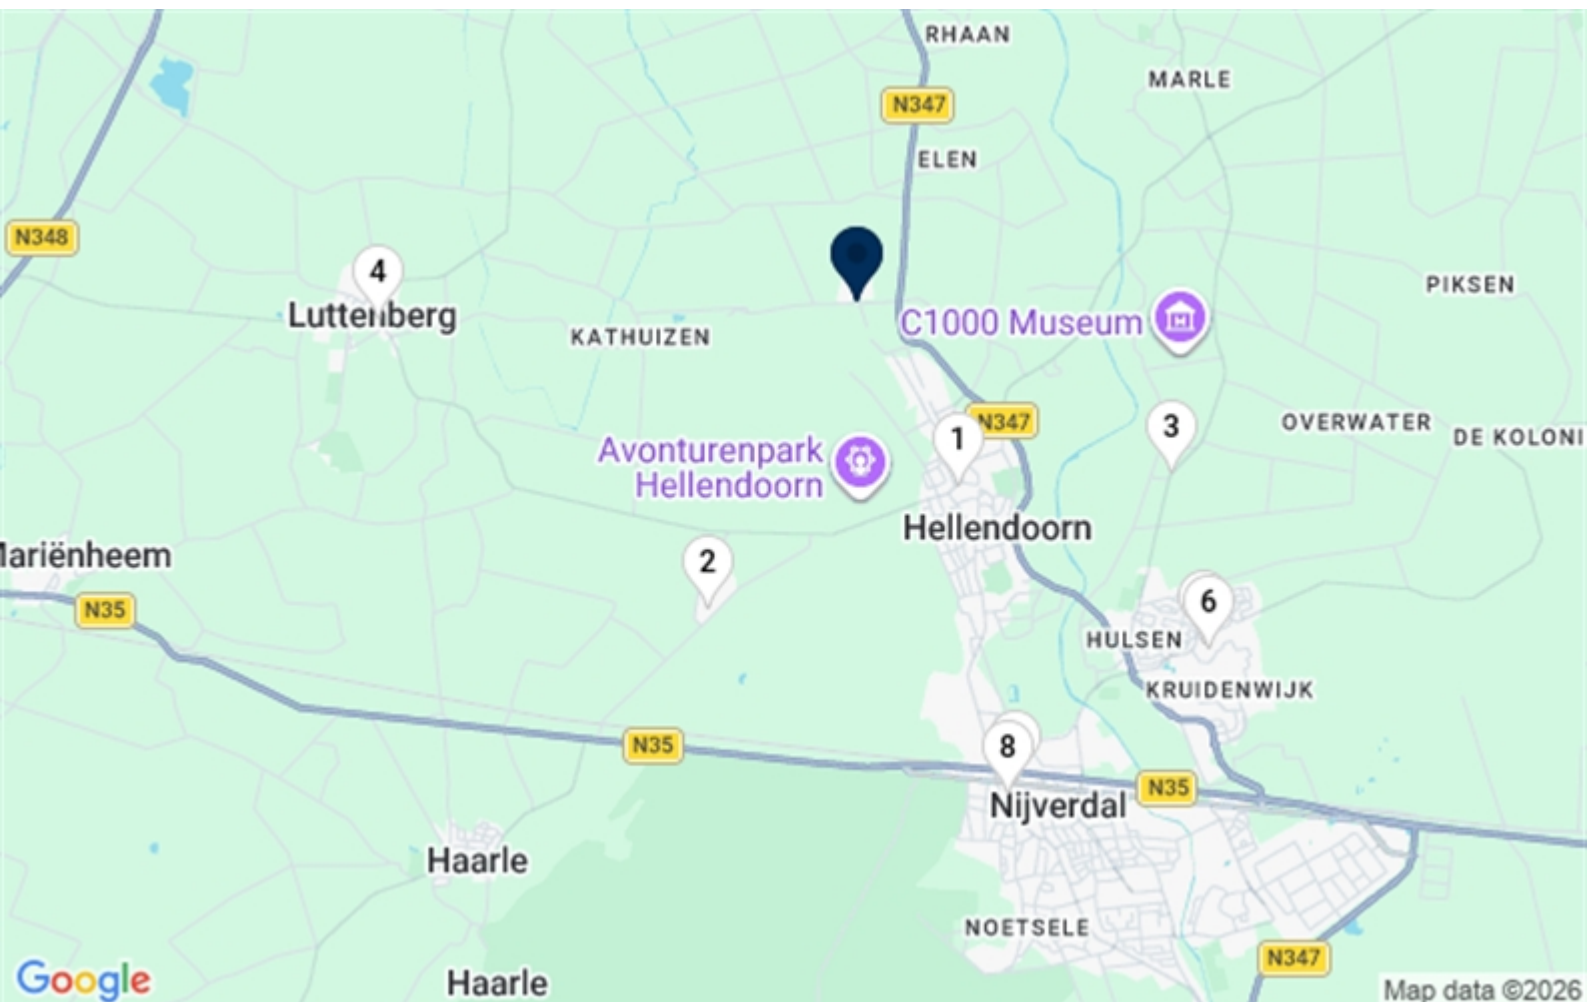 RHAAN
MARLE
N347
ELEN
N348
4
Luttenberg
KATHUIZEN
C1000 Museum
PIKSEN
N347
1
3
OVERWATER
DE KOLONI
Avonturenpark
Hellendoorn
Hellendoorn
Mariënheem
2
N35
6
HULSEN
KRUIDENWIJK
N35
8
N35
Nijverdal
Haarle
NOETSELE
N347
Google
Haarle
Map data ©2026